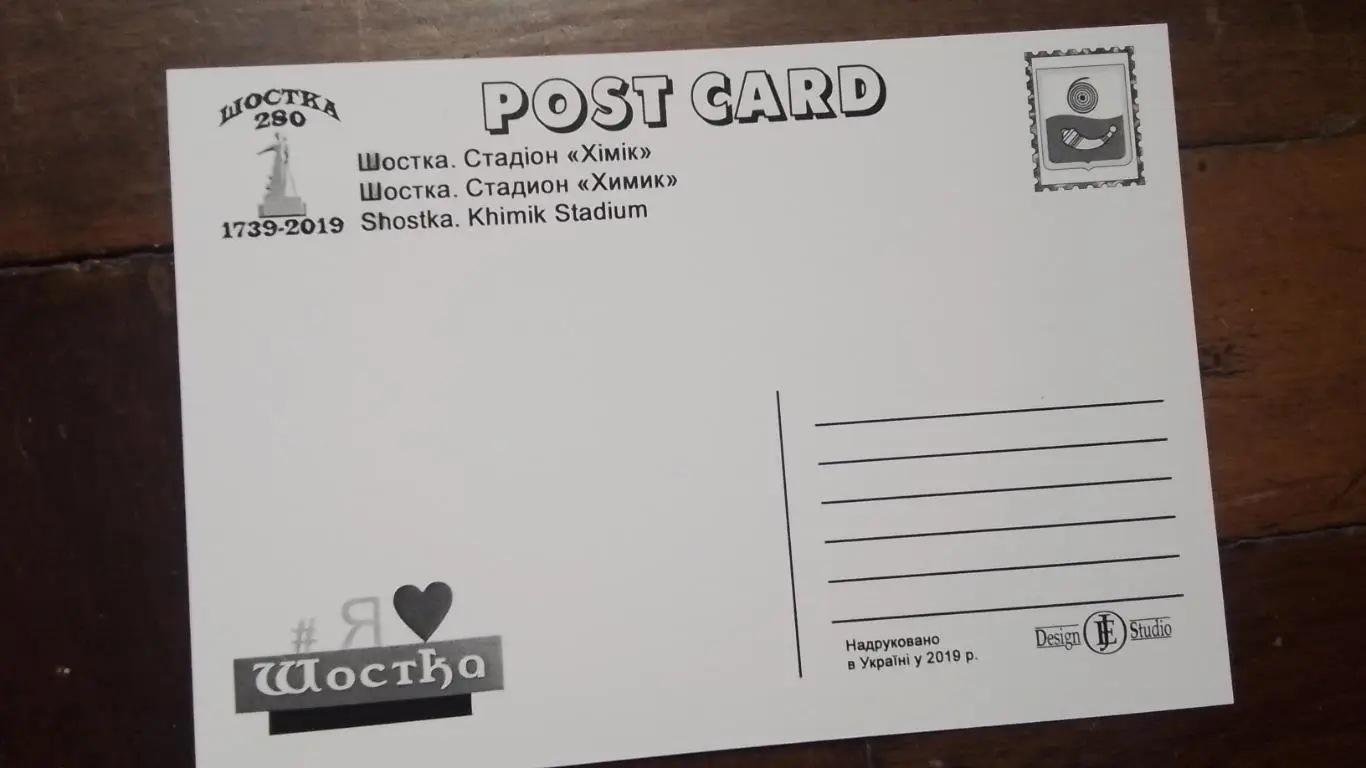 POST CARD
ШОСТКА
280
1739-2019
Шостка. Стадіон «Хімік»
Шостка. Стадион «Химик»
Shostka. Khimik Stadium
# Я
Шостка
Надруковано
в Україні у 2019 р.
Design JE Studio